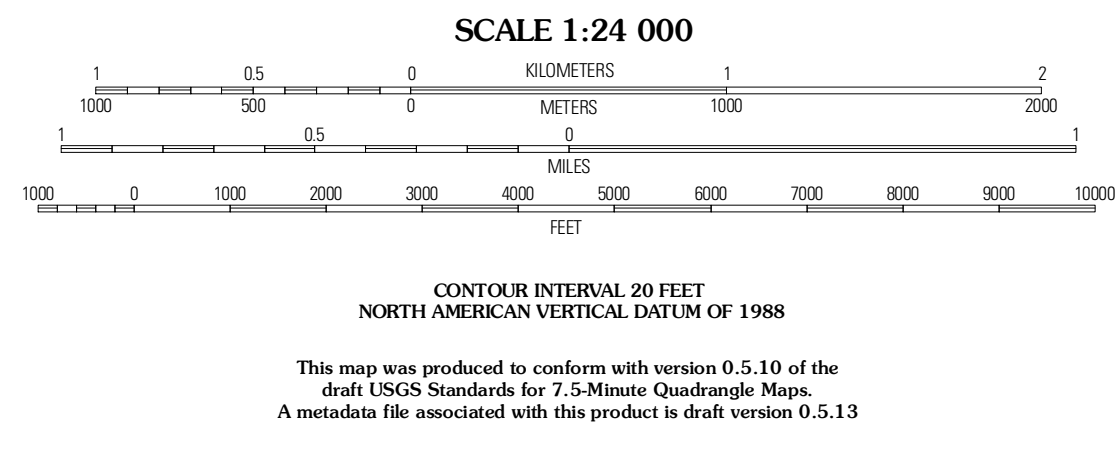 SCALE 1:24 000
1 0.5 0 KILOMETERS 1 2
1000 500 0 METERS 1000 2000
1 0.5 0 1
MILES
1000 0 1000 2000 3000 4000 5000 6000 7000 8000 9000 10000
FEET
CONTOUR INTERVAL 20 FEET
NORTH AMERICAN VERTICAL DATUM OF 1988
This map was produced to conform with version 0.5.10 of the
draft USGS Standards for 7.5-Minute Quadrangle Maps.
A metadata file associated with this product is draft version 0.5.13